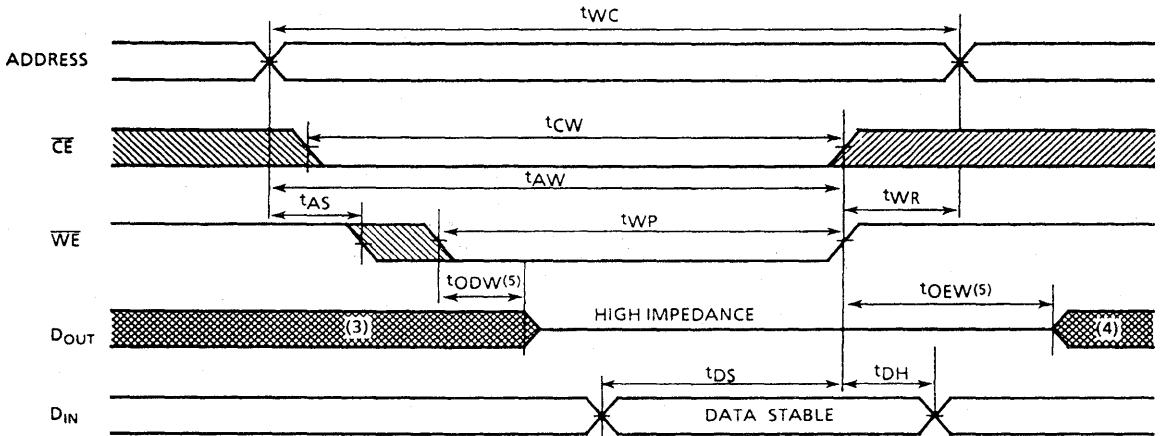 tWC
ADDRESS
tCW
CE
tAW
tAS
tWR
WE
tWP
tODW(5)
tOEW(5)
DOUT
(3)
HIGH IMPEDANCE
(4)
tDS
tDH
DIN
DATA STABLE